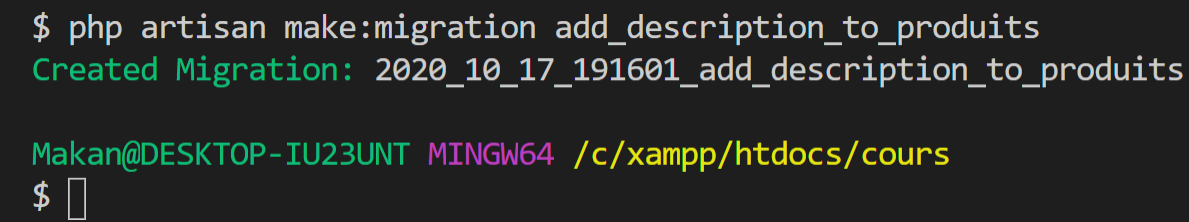 $ php artisan make:migration add_description_to_produits
Created Migration: 2020_10_17_191601_add_description_to_produits
Makan@DESKTOP-IU23UNT MINGW64 /c/xampp/htdocs/cours
$